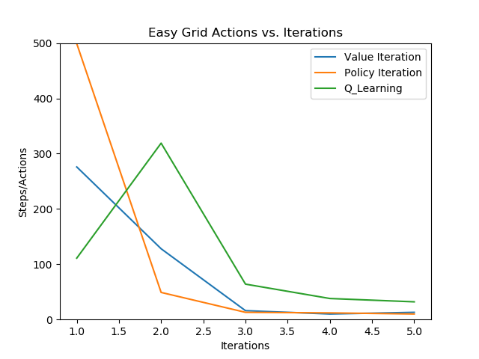 Easy Grid Actions vs. Iterations
Value Iteration
Policy Iteration
Q_Learning
Steps/Actions
500
400
300
200
100
0
1.0 1.5 2.0 2.5 3.0 3.5 4.0 4.5 5.0
Iterations